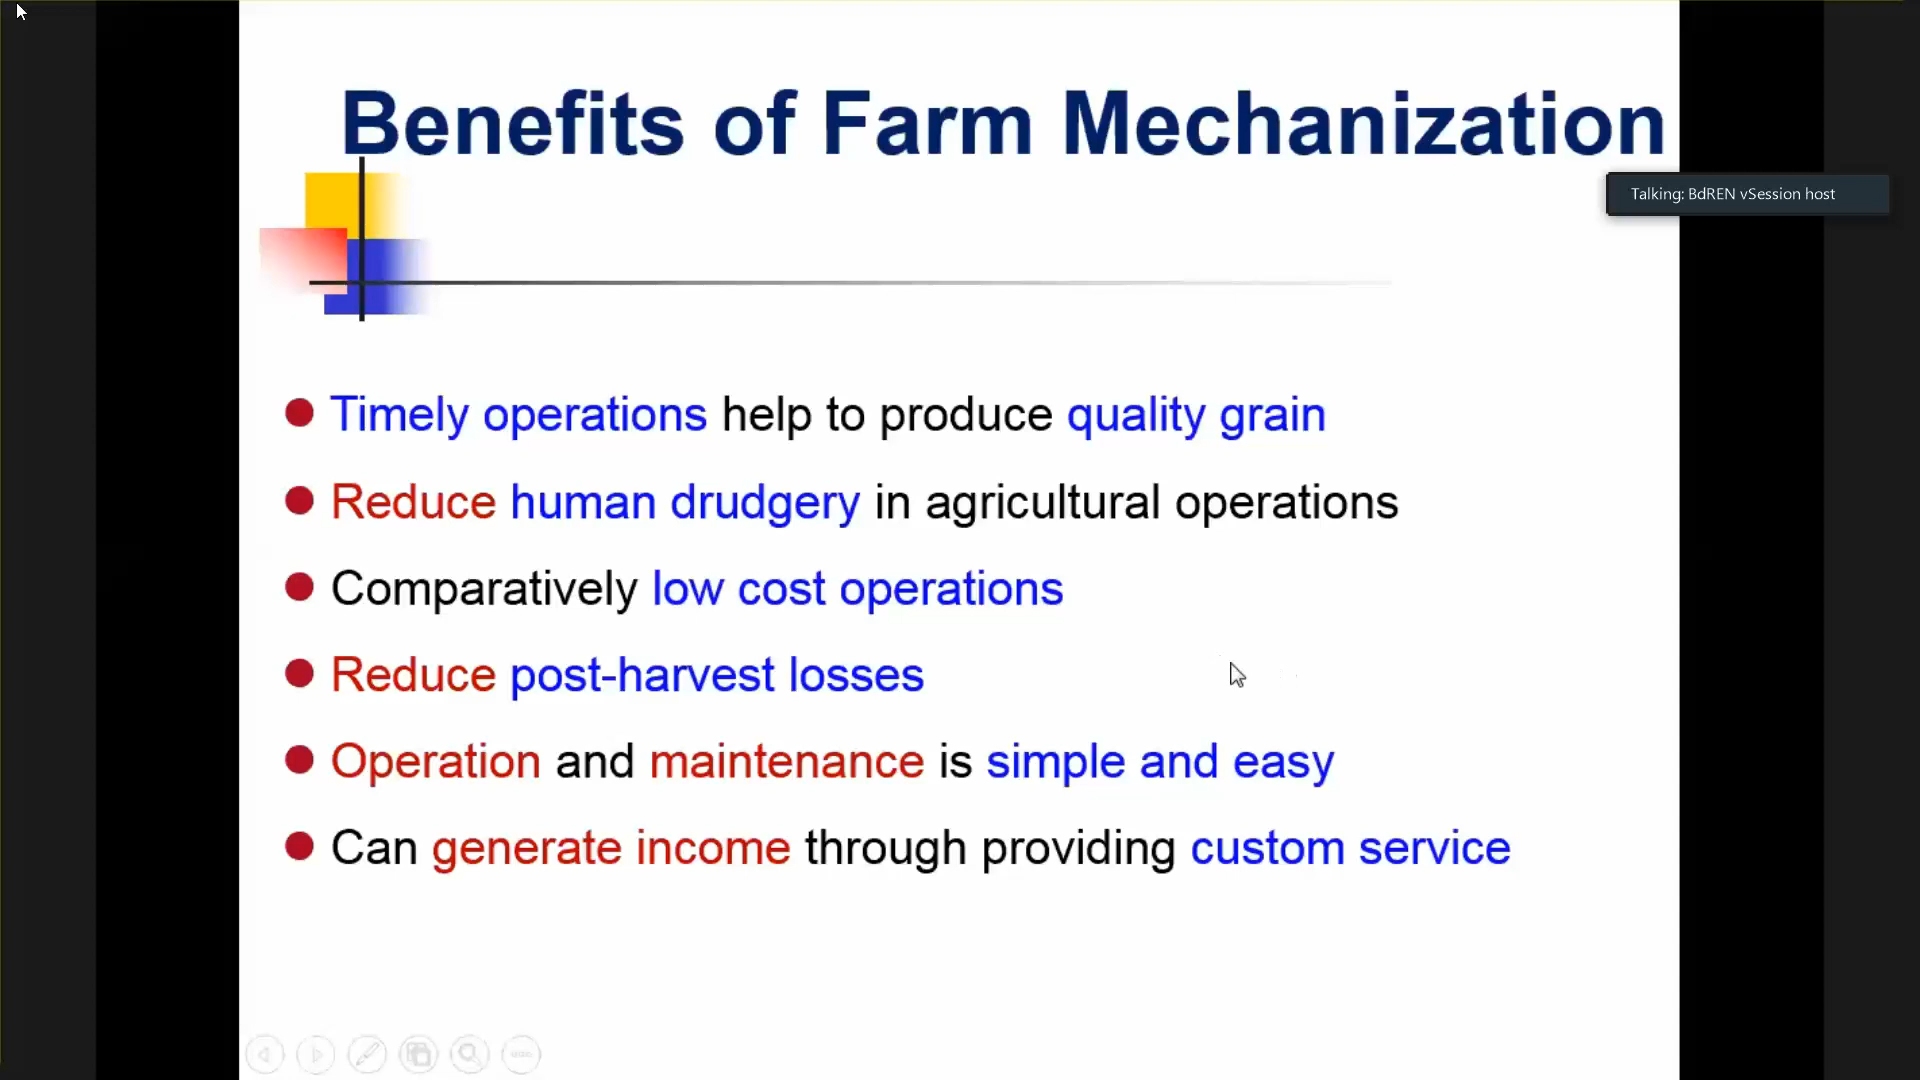 Benefits of Farm Mechanization
Talking: BdREN vSession host
Timely operations help to produce quality grain
Reduce human drudgery in agricultural operations
Comparatively low cost operations
Reduce post-harvest losses
Operation and maintenance is simple and easy
Can generate income through providing custom service